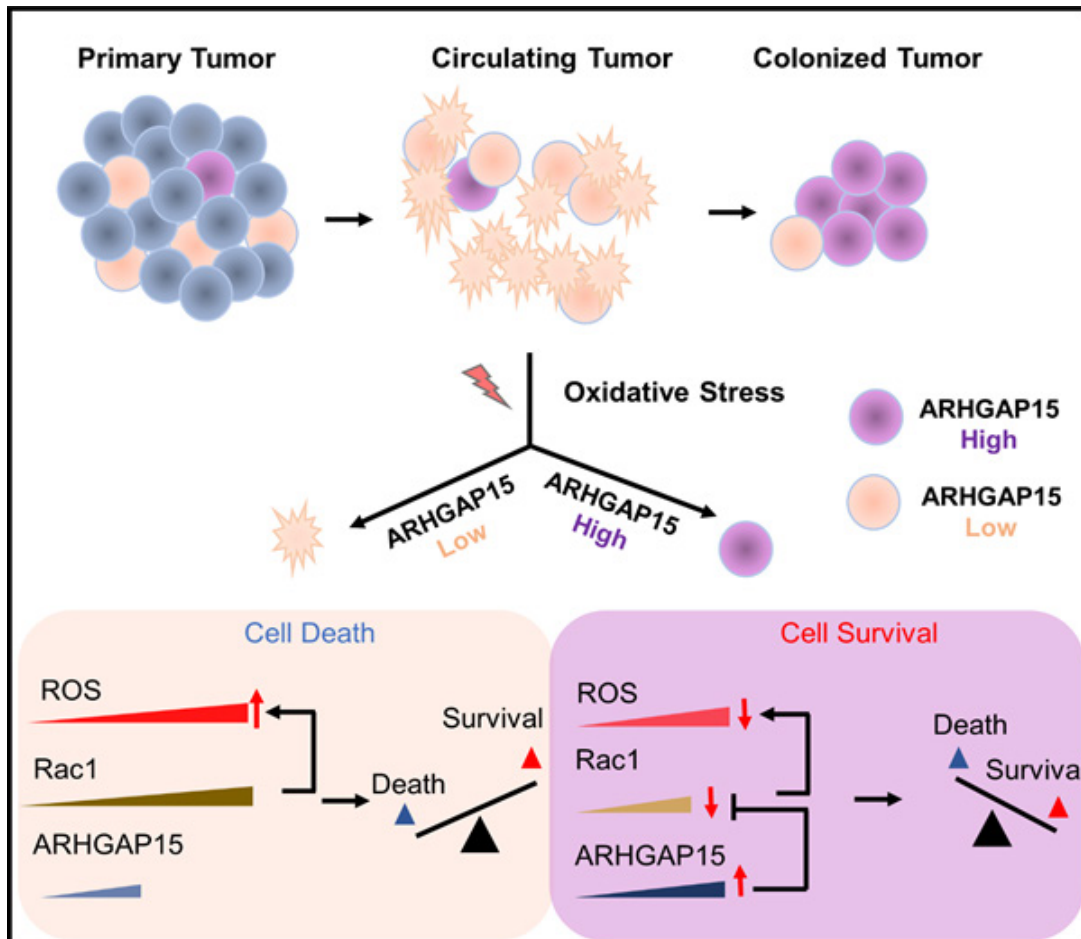 Primary Tumor
Circulating Tumor
Colonized Tumor
Oxidative Stress
ARHGAP15
High
ARHGAP15
Low
ARHGAP15
Low
ARHGAP15
High
Cell Death
ROS
Rac1
ARHGAP15
Survival
Death
Cell Survival
ROS
Rac1
ARHGAP15
Death
Survival